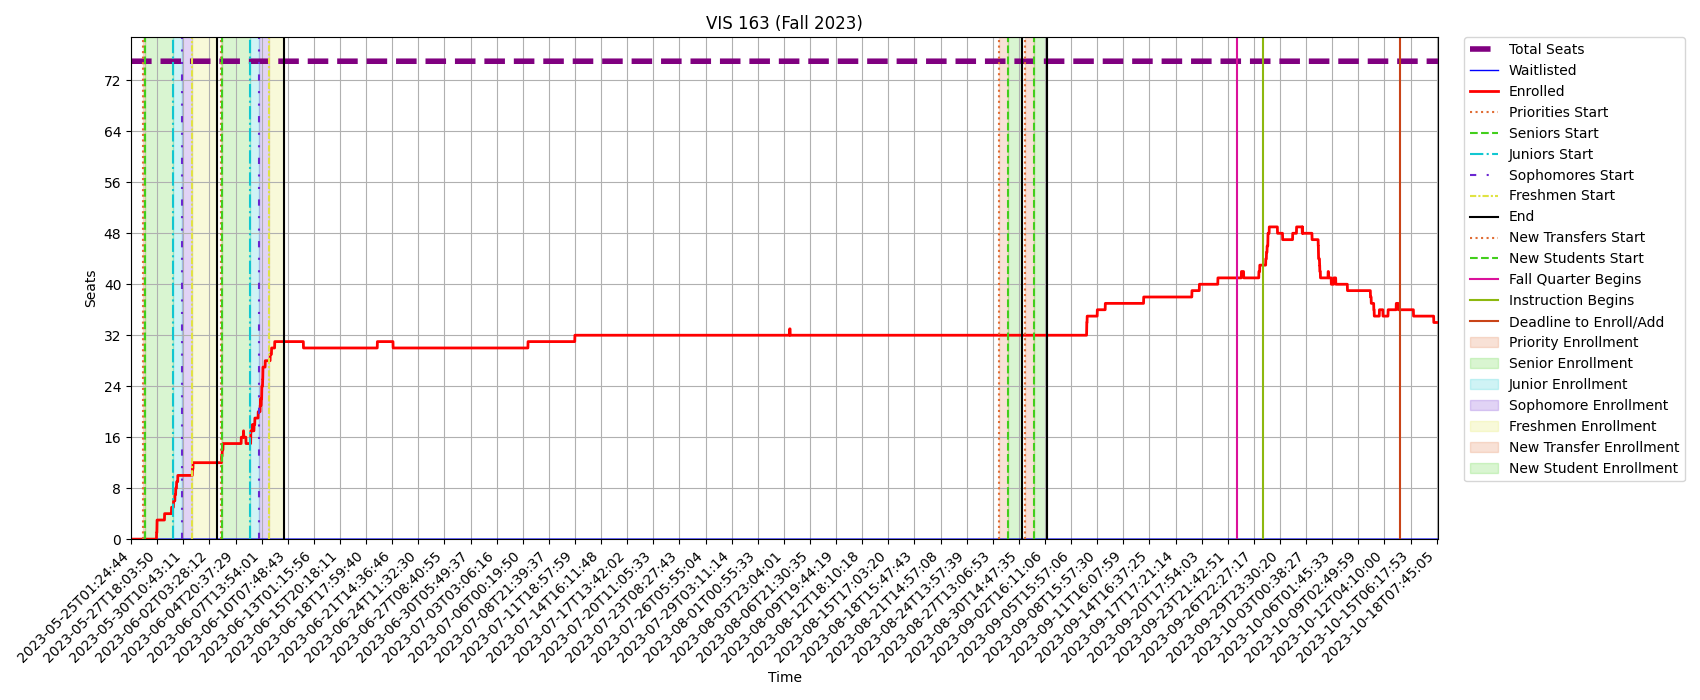 VIS 163 (Fall 2023)
Seats
72
64
56
48
40
32
24
16
8
0
2023-05-25T01:24:44
2023-05-27T18:03:50
2023-05-30T10:43:11
2023-06-02T03:28:12
2023-06-04T20:37:29
2023-06-07T13:54:01
2023-06-10T07:48:43
2023-06-13T01:15:56
2023-06-15T20:18:11
2023-06-18T17:59:40
2023-06-21T14:36:46
2023-06-24T11:32:30
2023-06-27T08:40:55
2023-06-30T05:49:37
2023-07-03T03:06:16
2023-07-06T00:19:50
2023-07-08T21:39:37
2023-07-11T18:57:59
2023-07-14T16:11:48
2023-07-17T13:42:02
2023-07-20T11:05:33
2023-07-23T08:27:43
2023-07-26T05:55:04
2023-07-29T03:11:14
2023-08-01T00:55:33
2023-08-03T23:04:01
2023-08-06T21:30:35
2023-08-09T19:44:19
2023-08-12T18:10:18
2023-08-15T17:03:20
2023-08-18T15:47:43
2023-08-21T14:57:08
2023-08-24T13:57:39
2023-08-27T13:06:53
2023-08-30T14:47:35
2023-09-02T16:11:06
2023-09-05T15:57:06
2023-09-08T15:57:30
2023-09-11T16:07:59
2023-09-14T16:37:25
2023-09-17T17:21:14
2023-09-20T17:54:03
2023-09-23T21:42:51
2023-09-26T22:27:17
2023-09-29T23:30:20
2023-10-03T00:38:27
2023-10-06T01:45:33
2023-10-09T02:49:59
2023-10-12T04:10:00
2023-10-15T06:17:53
2023-10-18T07:45:05
Time
Total Seats
Waitlisted
Enrolled
Priorities Start
Seniors Start
Juniors Start
Sophomores Start
Freshmen Start
End
New Transfers Start
New Students Start
Fall Quarter Begins
Instruction Begins
Deadline to Enroll/Add
Priority Enrollment
Senior Enrollment
Junior Enrollment
Sophomore Enrollment
Freshmen Enrollment
New Transfer Enrollment
New Student Enrollment